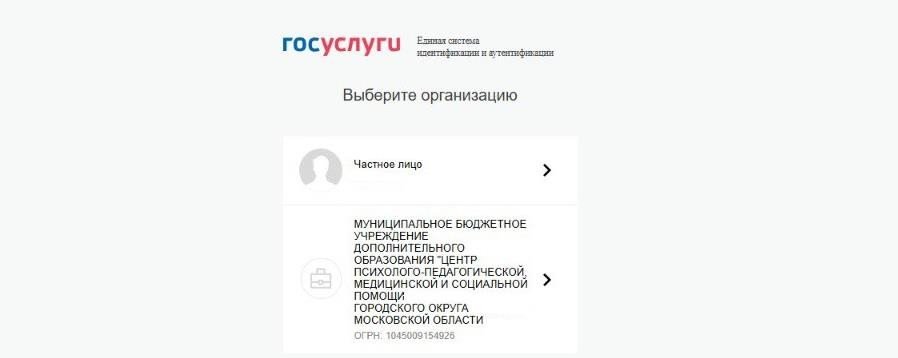 госуслуги
Единая система
идентификации и аутентификации
Выберите организацию
Частное лицо
МУНИЦИПАЛЬНОЕ БЮДЖЕТНОЕ
УЧРЕЖДЕНИЕ
ДОПОЛНИТЕЛЬНОГО
ОБРАЗОВАНИЯ "ЦЕНТР
ПСИХОЛОГО-ПЕДАГОГИЧЕСКОЙ,
МЕДИЦИНСКОЙ И СОЦИАЛЬНОЙ
ПОМОЩИ
ГОРОДСКОГО ОКРУГА
МОСКОВСКОЙ ОБЛАСТИ
ОГРН: 1045009154926